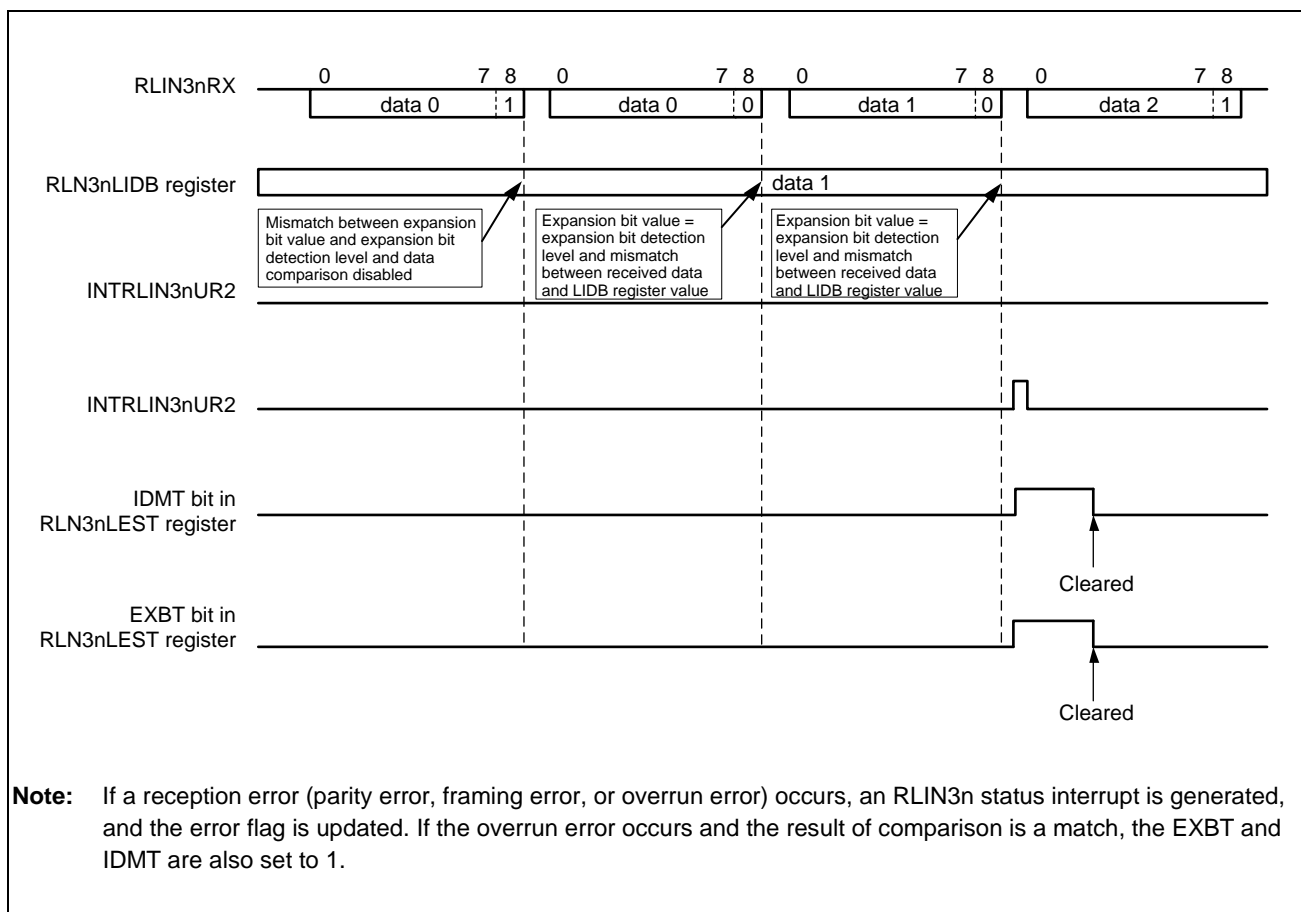 0 7 8 0 7 8 0 7 8 0 7 8
RLIN3nRX
data 0 1 data 0 0 data 1 0 data 2 1
RLN3nLIDB register
data 1
Mismatch between expansion
bit value and expansion bit
detection level and data
comparison disabled
Expansion bit value =
expansion bit detection
level and mismatch
between received data
and LIDB register value
Expansion bit value =
expansion bit detection
level and mismatch
between received data
and LIDB register value
INTRLIN3nUR2
INTRLIN3nUR2
IDMT bit in
RLN3nLEST register
Cleared
EXBT bit in
RLN3nLEST register
Cleared
Note: If a reception error (parity error, framing error, or overrun error) occurs, an RLIN3n status interrupt is generated,
and the error flag is updated. If the overrun error occurs and the result of comparison is a match, the EXBT and
IDMT are also set to 1.